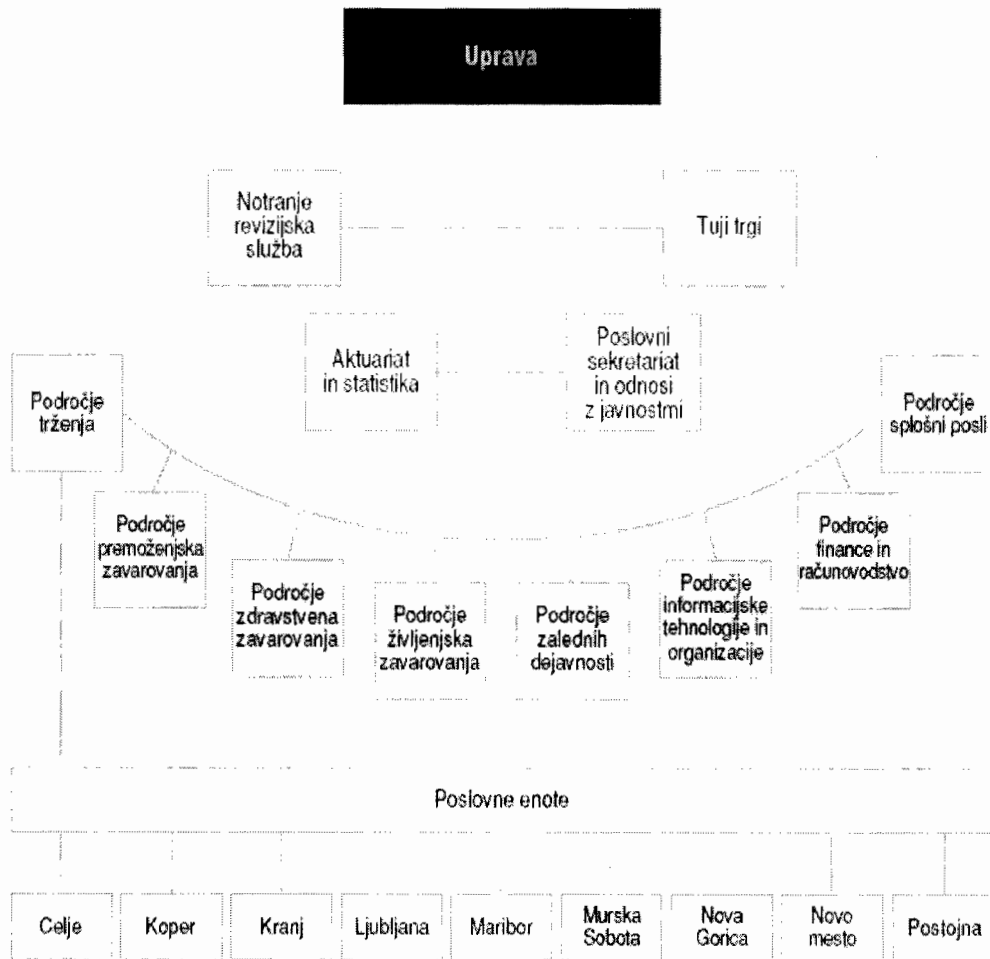 Uprava
Notranje
revizijska
služba
Tuji trgi
Aktuariat
in statistika
Poslovni
sekretariat
in odnosi
z javnostmi
Področje
trženja
Področje
splošni posli
Področje
premoženjska
zavarovanja
Področje
zdravstvena
zavarovanja
Področje
življenjska
zavarovanja
Področje
zalednih
dejavnosti
Področje
informacijske
tehnologije in
organizacije
Področje
finance in
računovodstvo
Poslovne enote
Celje
Koper
Kranj
Ljubljana
Maribor
Murska
Sobota
Nova
Gorica
Novo
mesto
Postojna